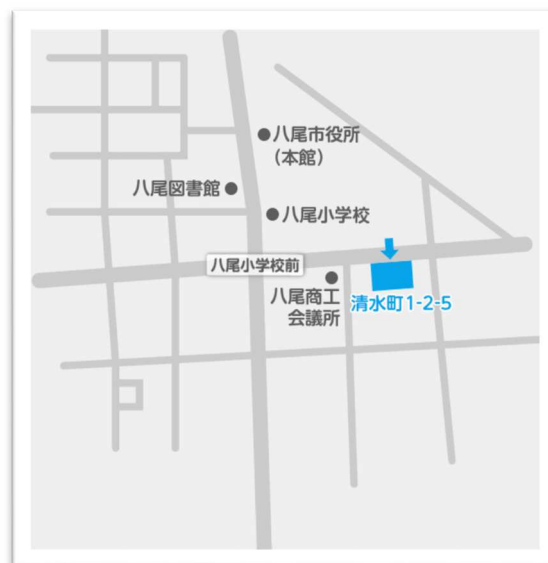 八尾市役所
(本館)
八尾図書館
八尾小学校
八尾小学校前
八尾商工
会議所
清水町1-2-5